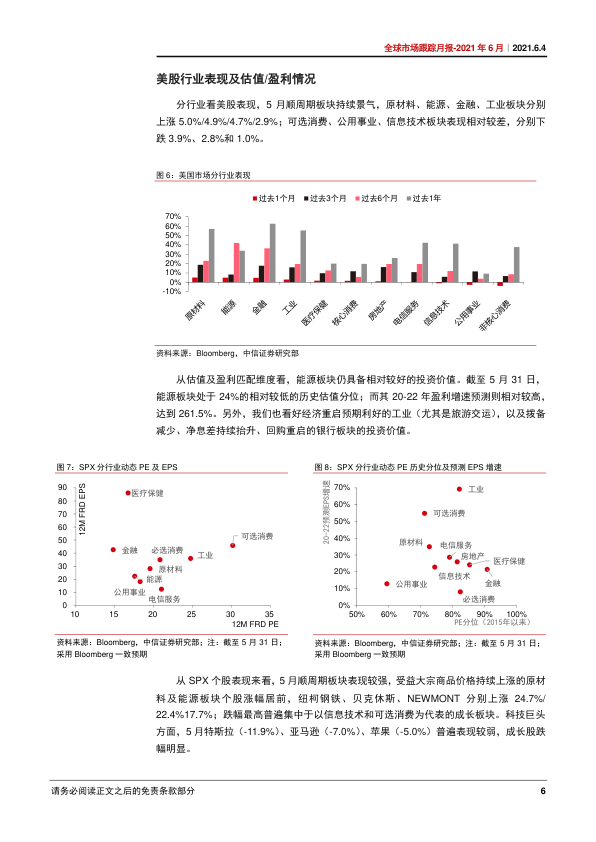 全球市场跟踪月报-2021 年 6 月｜2021.6.4
美股行业表现及估值/盈利情况
分行业看美股表现，5 月顺周期板块持续景气，原材料、能源、金融、工业板块分别
上涨 5.0%/4.9%/4.7%/2.9%；可选消费、公用事业、信息技术板块表现相对较差，分别下
跌 3.9%、2.8%和 1.0%。
图 6：美国市场分行业表现
过去1个月 过去3个月 过去6个月 过去1年
70%
60%
50%
40%
30%
20%
10%
0%
-10%
原材料 能源 金融 工业 医疗保健 核心消费 房地产 电信服务 信息技术 公用事业 非核心消费
资料来源：Bloomberg，中信证券研究部
从估值及盈利匹配维度看，能源板块仍具备相对较好的投资价值。截至 5 月 31 日，
能源板块处于 24%的相对较低的历史估值分位；而其 20-22 年盈利增速预测则相对较高，
达到 261.5%。另外，我们也看好经济重启预期利好的工业（尤其是旅游交运），以及拨备
减少、净息差持续抬升、回购重启的银行板块的投资价值。
图 7：SPX 分行业动态 PE 及 EPS
12M FRD EPS
90
80
70
60
50
40
30
20
10
0
医疗保健
可选消费
金融
必选消费
工业
原材料
能源
公用事业
电信服务
10 15 20 25 30 35
12M FRD PE
资料来源：Bloomberg，中信证券研究部；注：截至 5 月 31 日；
采用 Bloomberg 一致预期
图 8：SPX 分行业动态 PE 历史分位及预测 EPS 增速
20-22预测EPS增速
70%
60%
50%
40%
30%
20%
10%
0%
工业
可选消费
原材料
电信服务
房地产
医疗保健
信息技术
金融
公用事业
必选消费
50% 60% 70% 80% 90% 100%
PE分位（2015年以来）
资料来源：Bloomberg，中信证券研究部；注：截至 5 月 31 日；
采用 Bloomberg 一致预期
从 SPX 个股表现来看，5 月顺周期板块表现较强，受益大宗商品价格持续上涨的原材
料及能源板块个股涨幅居前，纽柯钢铁、贝克休斯、NEWMONT 分别上涨 24.7%/
22.4%17.7%；跌幅最高普遍集中于以信息技术和可选消费为代表的成长板块。科技巨头
方面，5 月特斯拉（-11.9%）、亚马逊（-7.0%）、苹果（-5.0%）普遍表现较弱，成长股跌
幅明显。
请务必阅读正文之后的免责条款部分
6